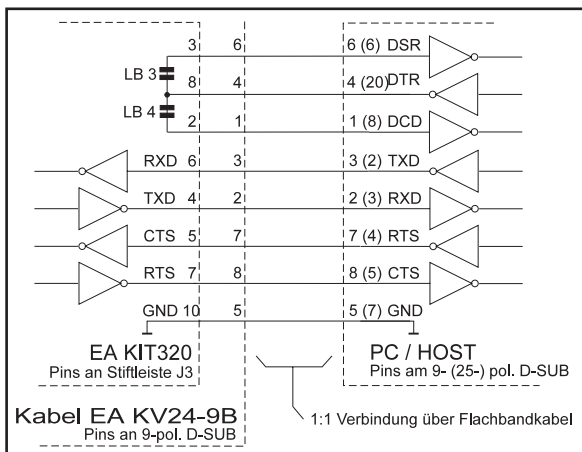 3 6 6 (6) DSR
LB 3
8 4 4 (20) DTR
LB 4
2 1 1 (8) DCD
RXD 6 3 3 (2) TXD
TXD 4 2 2 (3) RXD
CTS 5 7 7 (4) RTS
RTS 7 8 8 (5) CTS
GND 10 5 5 (7) GND
EA KIT320
Pins an Stiftleiste J3
PC / HOST
Pins am 9- (25-) pol. D-SUB
Kabel EA KV24-9B
Pins an 9-pol. D-SUB
1:1 Verbindung über Flachbandkabel